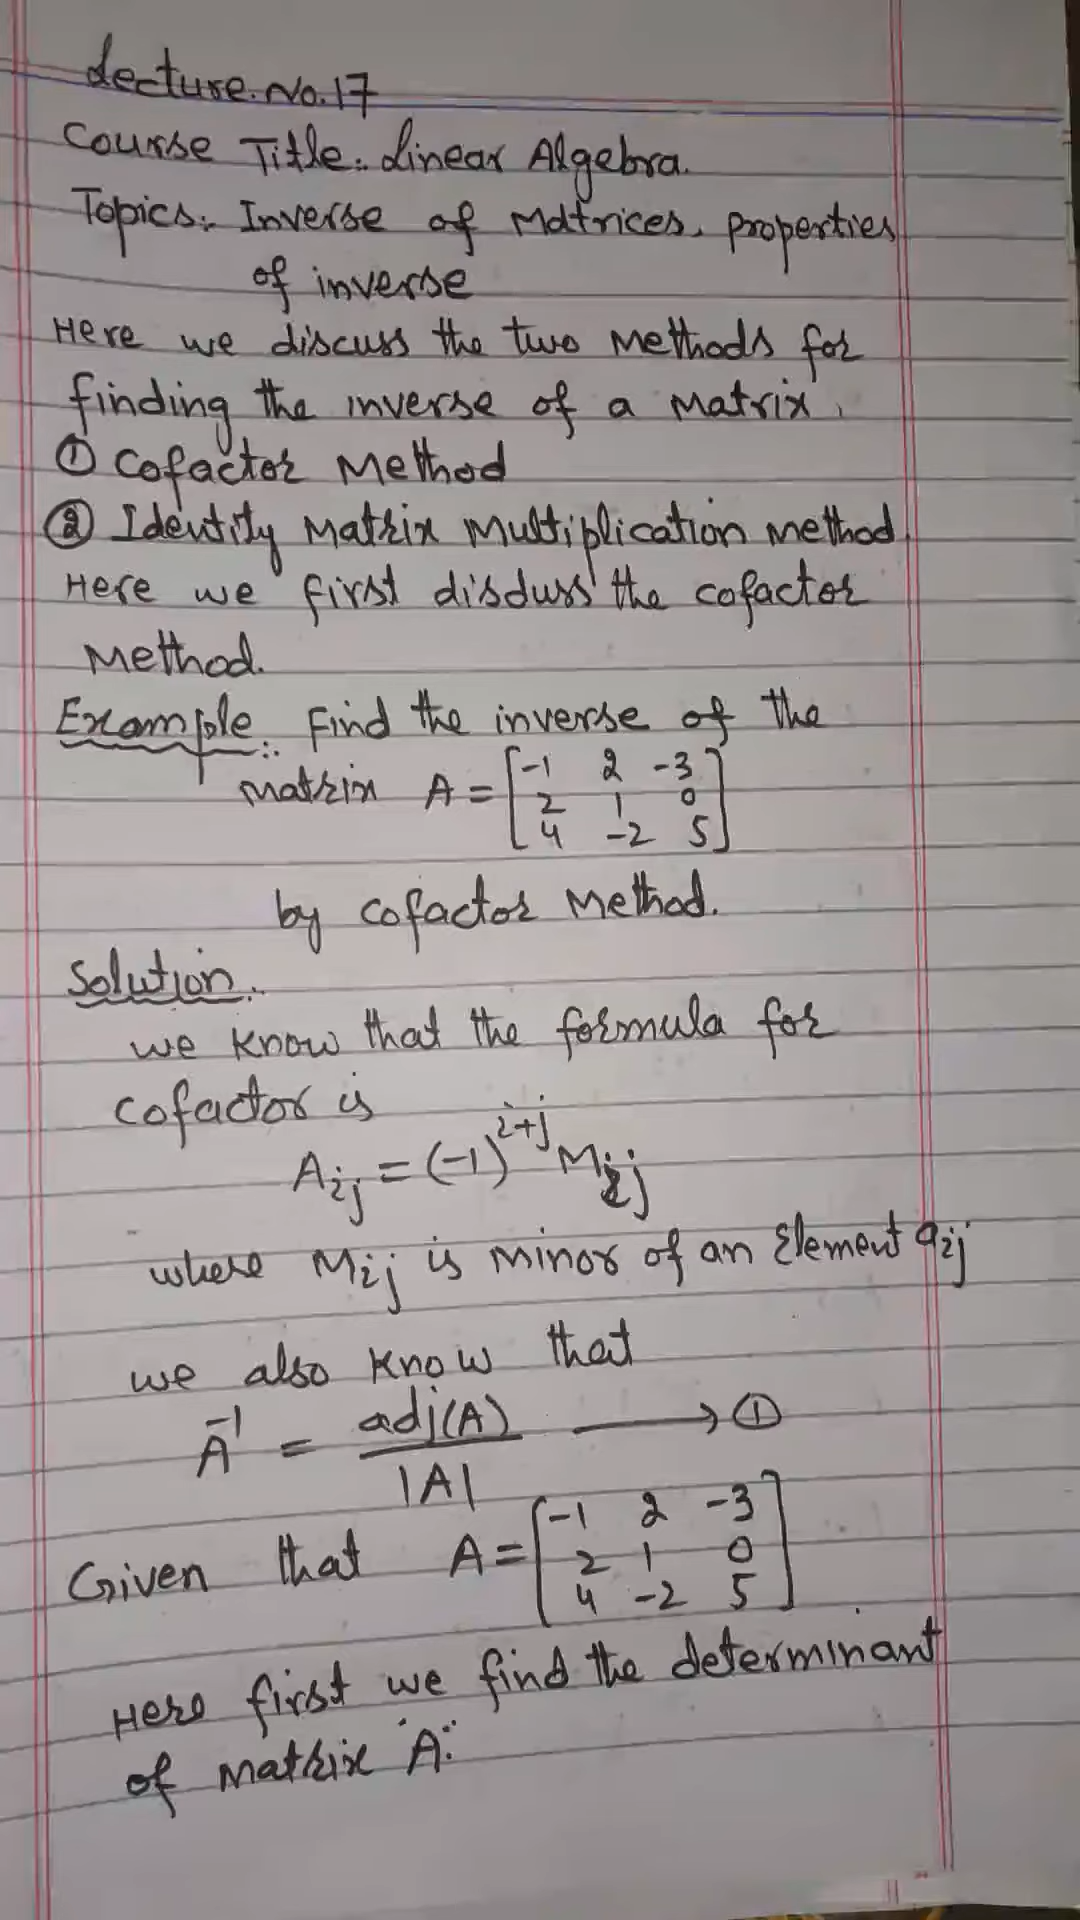 Lecture.No.17
Course Title:- Linear Algebra.
Topics:- Inverse of Matrices, properties
of inverse
Here we discuss the two Methods for
finding the inverse of a Matrix.
① Cofactor Method
② Identity Matrix Multiplication Method
Here we first disduss the cofactor
Method.
Example:- Find the inverse of the
matrix A = [-1 2 -3
2 1 0
4 -2 5]
by cofactor Method.
Solution:-
we know that the formula for
cofactor is
Aij = (-1)^i+j Mij
where Mij is minor of an Element aij
we also know that
A^-1 = adj(A) / |A| → ①
Given that A = [-1 2 -3
2 1 0
4 -2 5]
Here first we find the determinant
of matrix "A".